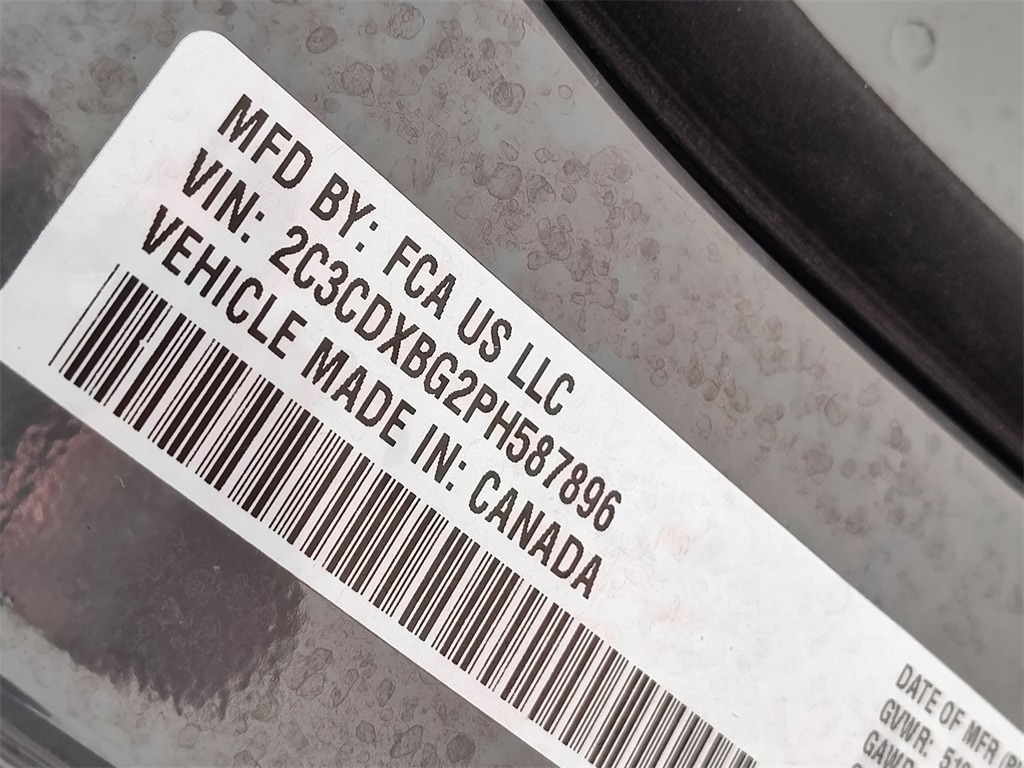 MFD BY: FCA US LLC
VIN: 2C3CDXBG2PH587896
VEHICLE MADE IN: CANADA
DATE OF MFR
GVWR: